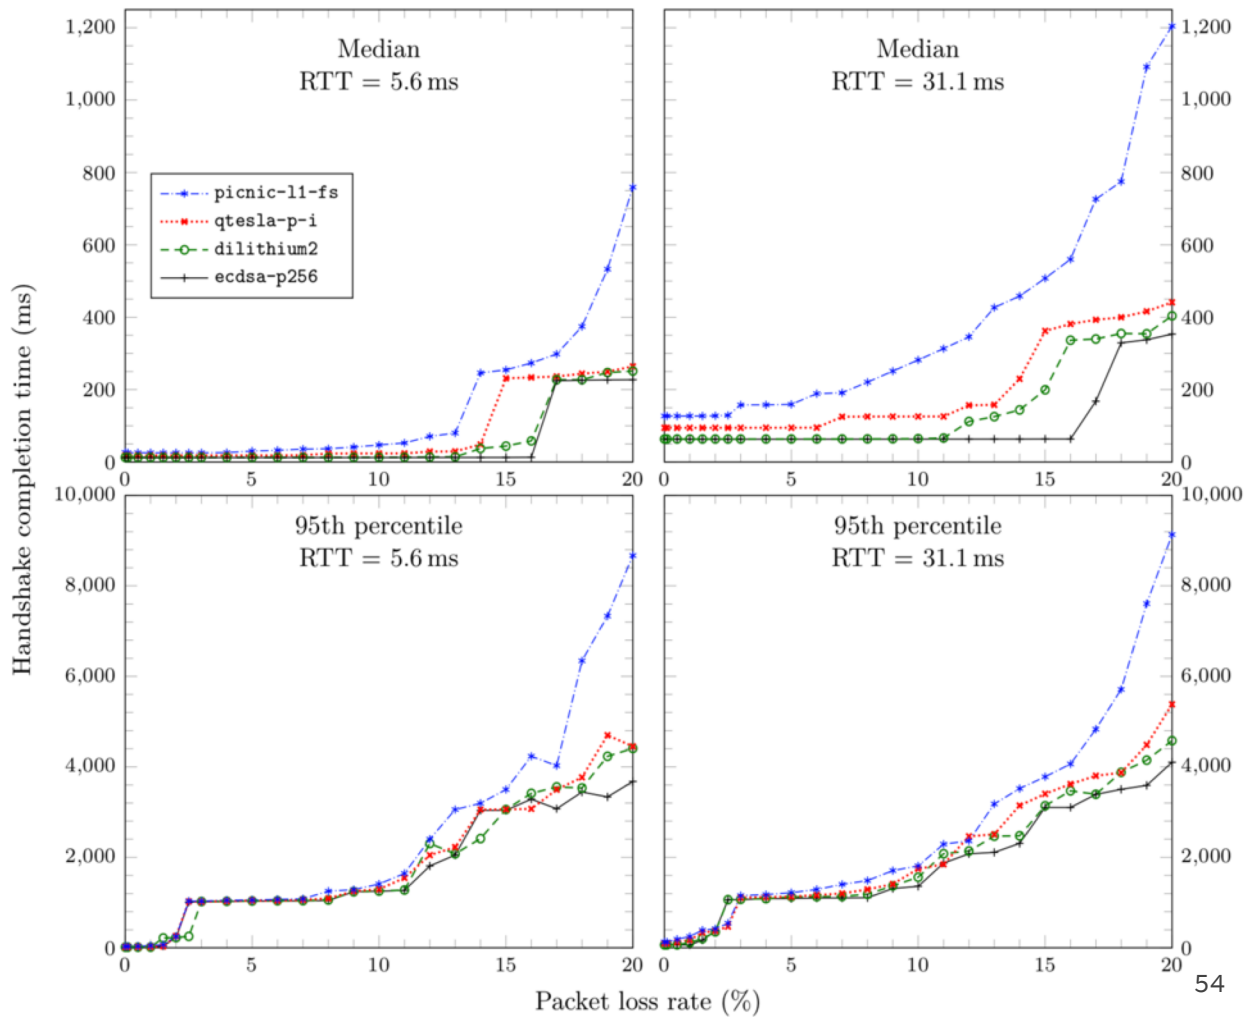 1,200
1,000
800
600
400
200
0
0 5 10 15 20
Median
RTT = 5.6 ms
picnic-l1-fs
qtesla-p-i
dilithium2
ecdsa-p256
Median
RTT = 31.1 ms
1,200
1,000
800
600
400
200
0
0 5 10 15 20
Handshake completion time (ms)
10,000
8,000
6,000
4,000
2,000
0
0 5 10 15 20
95th percentile
RTT = 5.6 ms
95th percentile
RTT = 31.1 ms
10,000
8,000
6,000
4,000
2,000
0
0 5 10 15 20
Packet loss rate (%)
54